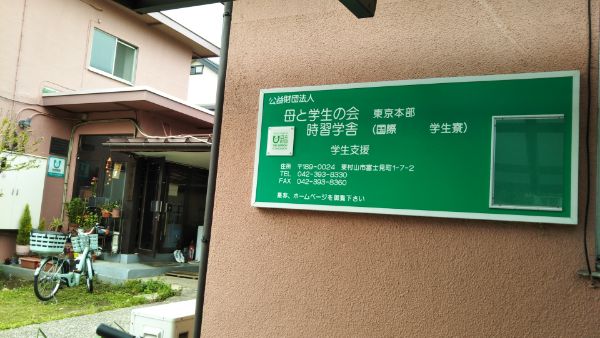 公益財団法人
母と学生の会 東京本部
時習学舎 (国際 学生寮)
学生支援
住所 〒189-0024 東村山市富士見町1-7-2
TEL 042-393-8330
FAX 042-393-8360
是非、ホームページを御覧下さい